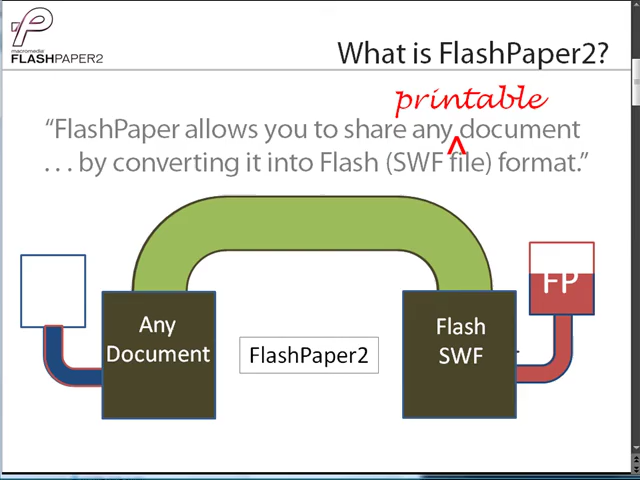 macromedia
FLASHPAPER2
What is FlashPaper2?
printable
“FlashPaper allows you to share any^document
. . . by converting it into Flash (SWF file) format.”
FP
Any
Document
FlashPaper2
Flash
SWF